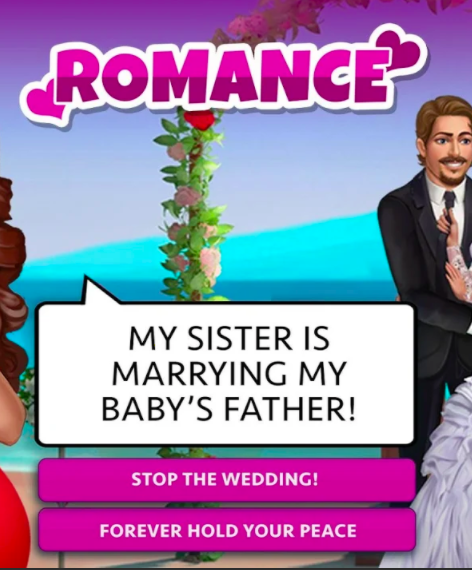 ROMANCE
MY SISTER IS
MARRYING MY
BABY'S FATHER!
STOP THE WEDDING!
FOREVER HOLD YOUR PEACE